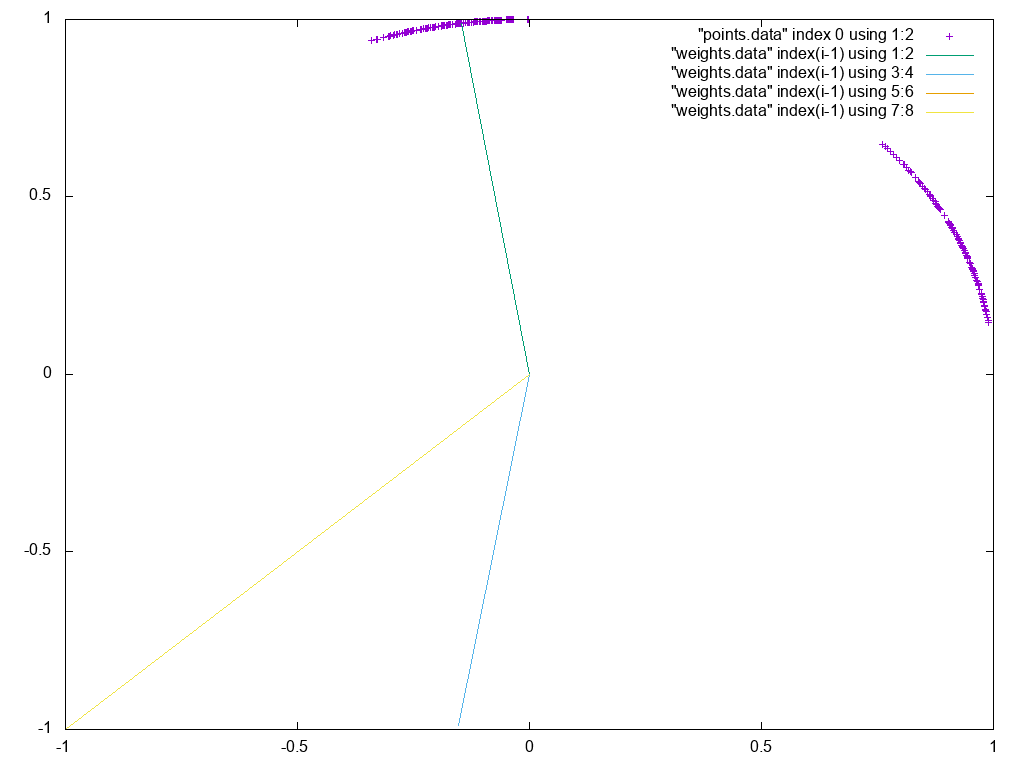 1
0.5
0
-0.5
-1
-1
-0.5
0
0.5
1
"points.data" index 0 using 1:2
"weights.data" index(i-1) using 1:2
"weights.data" index(i-1) using 3:4
"weights.data" index(i-1) using 5:6
"weights.data" index(i-1) using 7:8